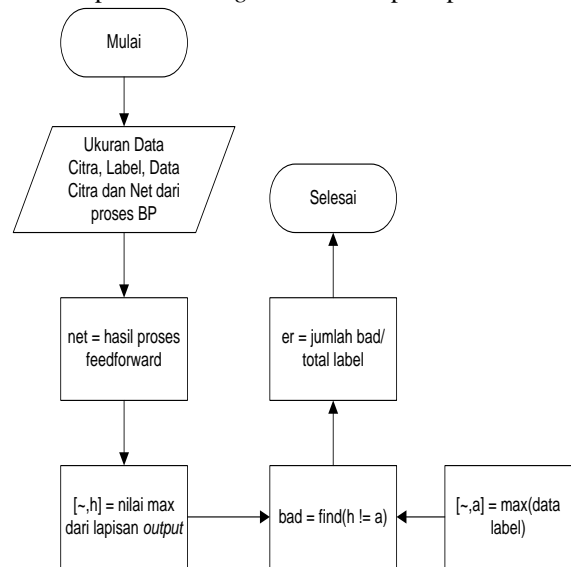 Mulai
Ukuran Data
Citra, Label, Data
Citra dan Net dari
proses BP
net = hasil proses
feedforward
[~,h] = nilai max
dari lapisan output
bad = find(h != a)
[~,a] = max(data
label)
er = jumlah bad/
total label
Selesai